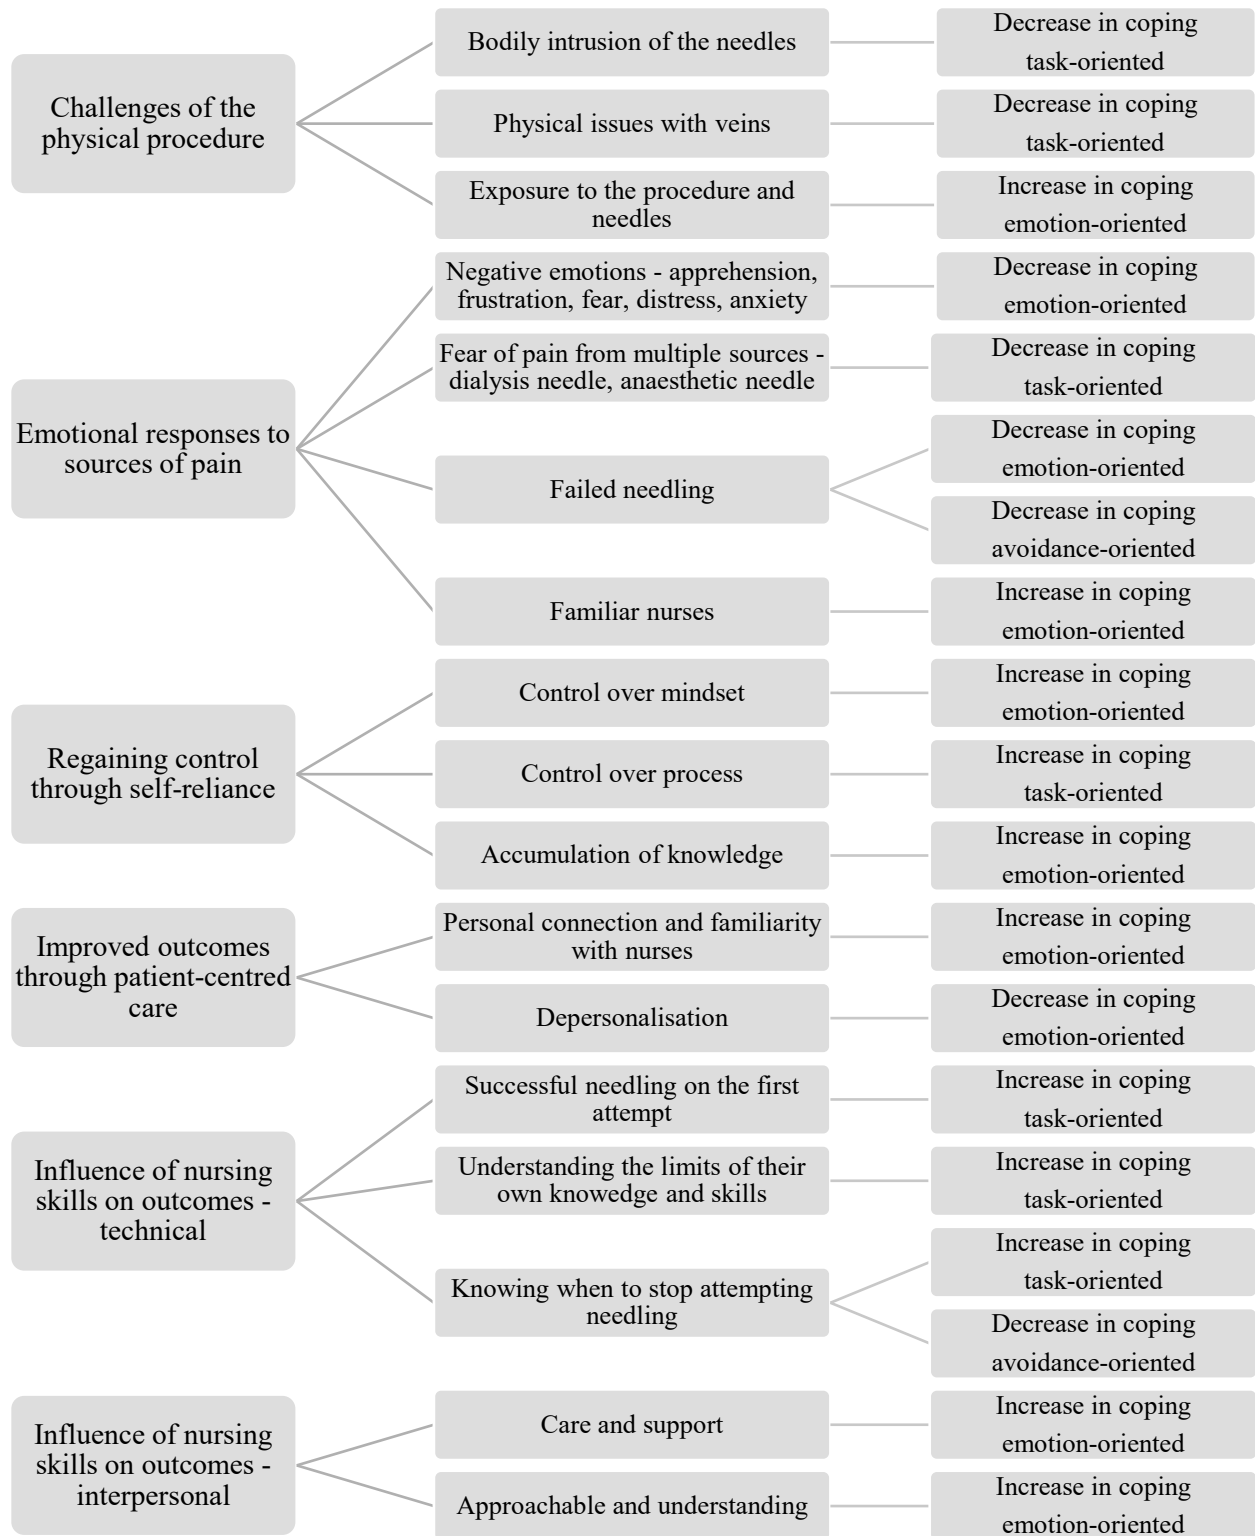 Challenges of the
physical procedure
Bodily intrusion of the needles
Decrease in coping
task-oriented
Physical issues with veins
Decrease in coping
task-oriented
Exposure to the procedure and
needles
Increase in coping
emotion-oriented
Emotional responses to
sources of pain
Negative emotions - apprehension,
frustration, fear, distress, anxiety
Decrease in coping
emotion-oriented
Fear of pain from multiple sources -
dialysis needle, anaesthetic needle
Decrease in coping
task-oriented
Failed needling
Decrease in coping
emotion-oriented
Decrease in coping
avoidance-oriented
Familiar nurses
Increase in coping
emotion-oriented
Regaining control
through self-reliance
Control over mindset
Increase in coping
emotion-oriented
Control over process
Increase in coping
task-oriented
Accumulation of knowledge
Increase in coping
emotion-oriented
Improved outcomes
through patient-centred
care
Personal connection and familiarity
with nurses
Increase in coping
emotion-oriented
Depersonalisation
Decrease in coping
emotion-oriented
Influence of nursing
skills on outcomes -
technical
Successful needling on the first
attempt
Increase in coping
task-oriented
Understanding the limits of their
own knowedge and skills
Increase in coping
task-oriented
Knowing when to stop attempting
needling
Increase in coping
task-oriented
Decrease in coping
avoidance-oriented
Influence of nursing
skills on outcomes -
interpersonal
Care and support
Increase in coping
emotion-oriented
Approachable and understanding
Increase in coping
emotion-oriented